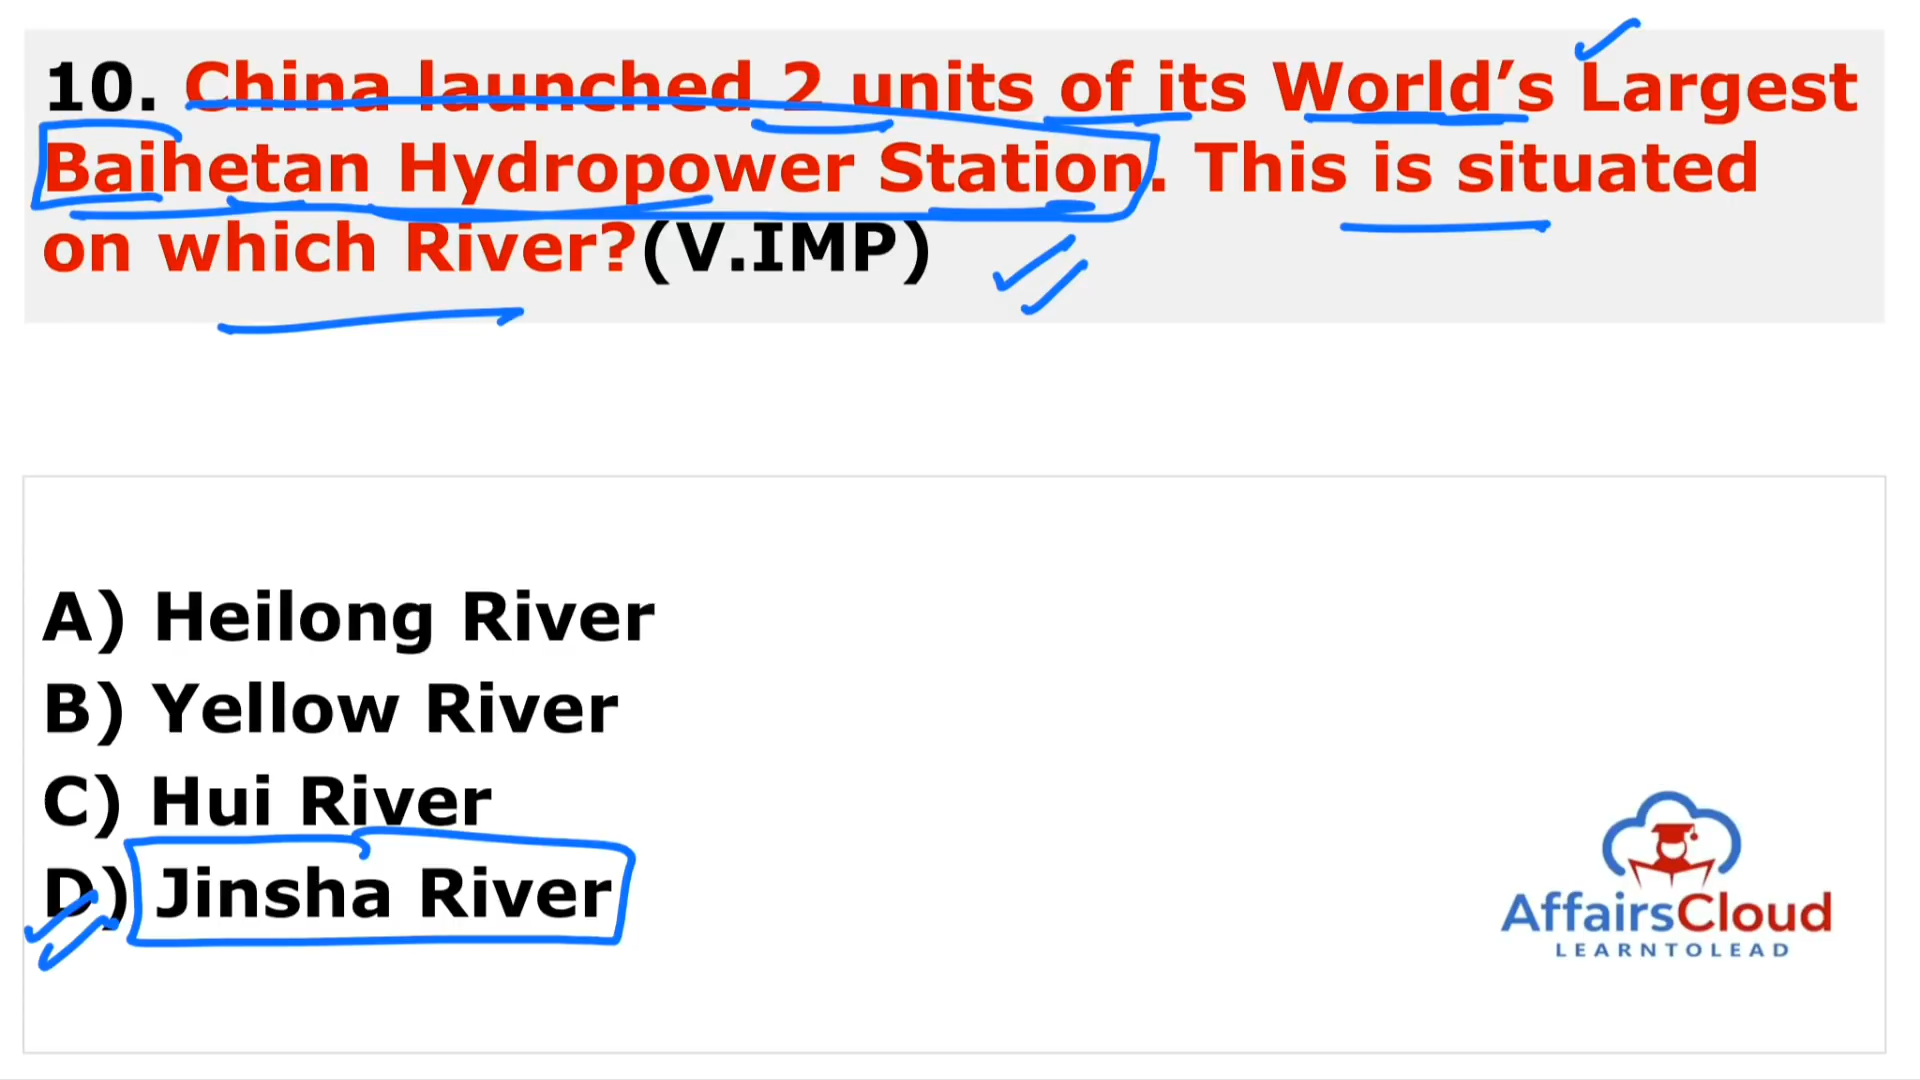 10. China launched 2 units of its World’s Largest
Baihetan Hydropower Station. This is situated
on which River?(V.IMP)
A) Heilong River
B) Yellow River
C) Hui River
D) Jinsha River
AffairsCloud
LEARNTOLEAD